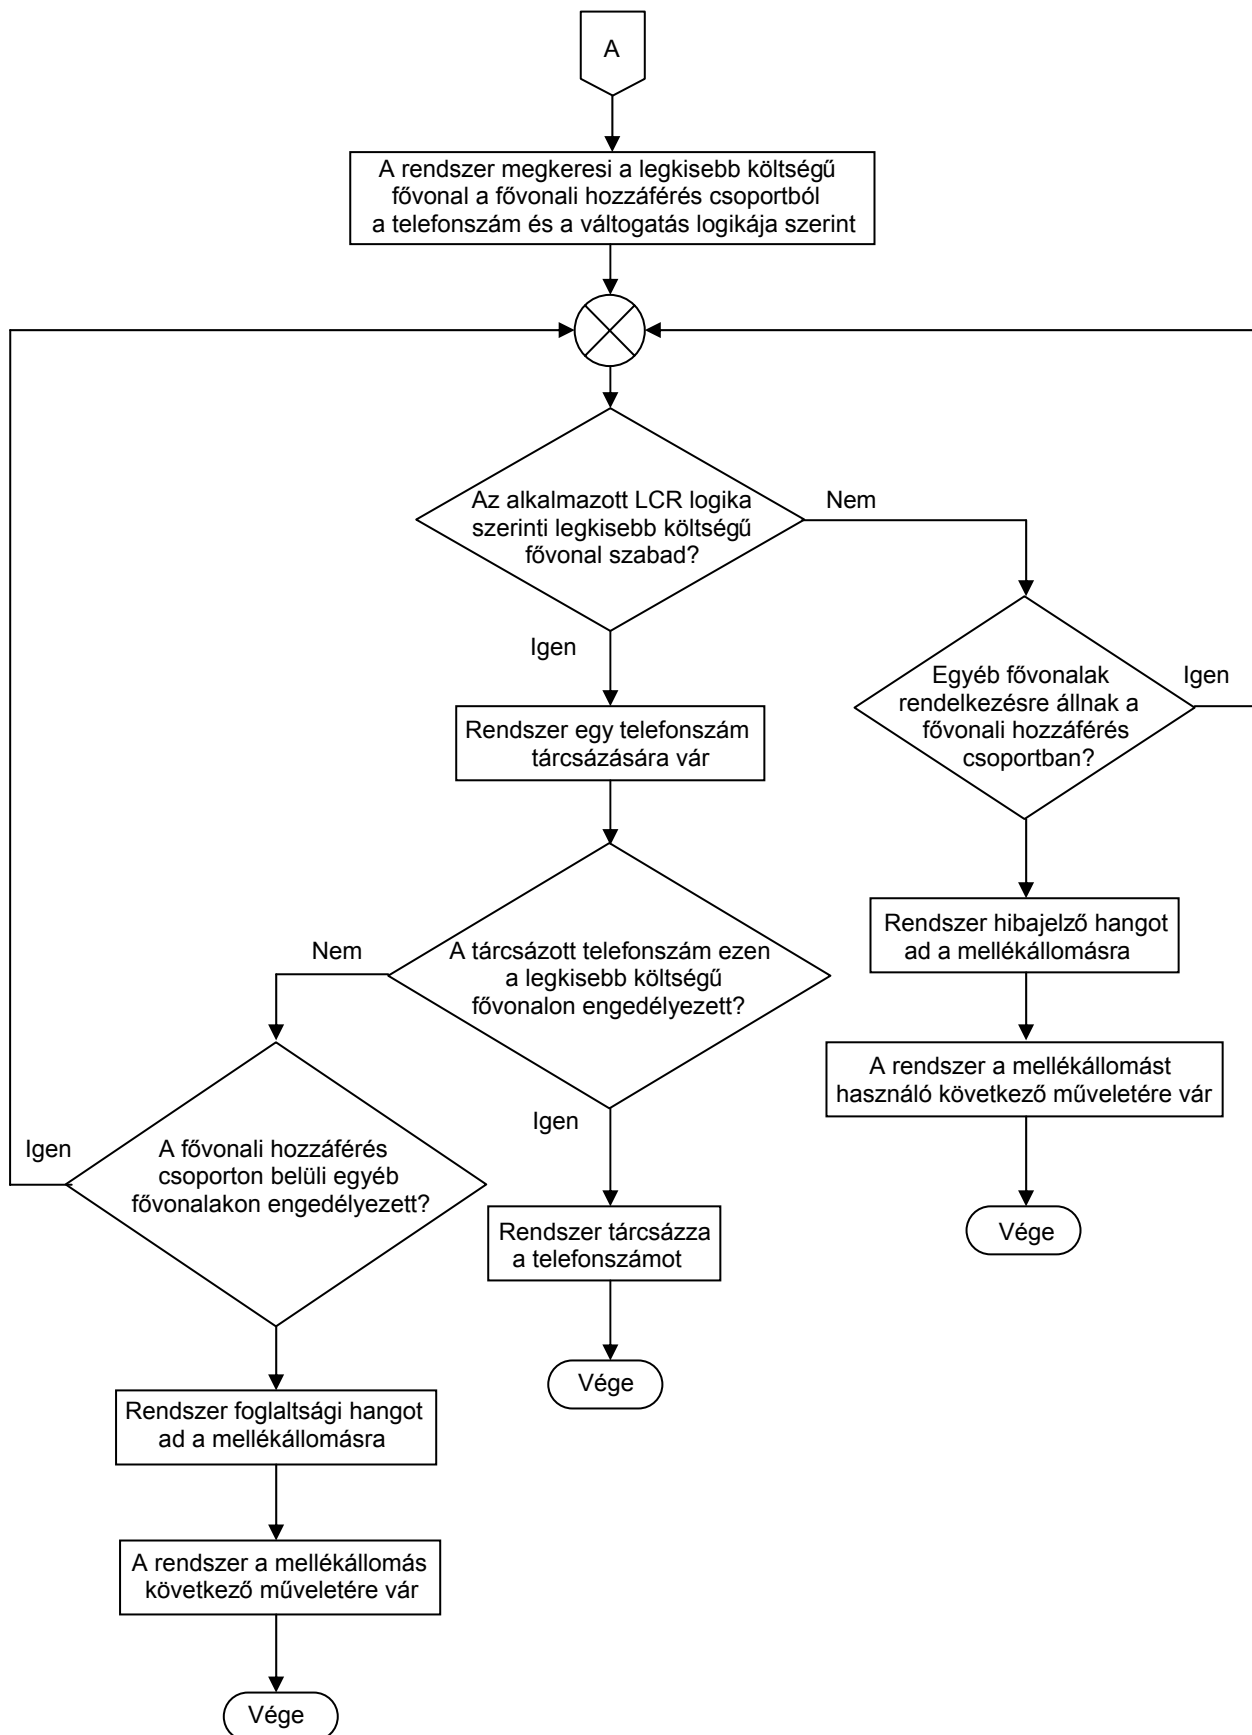 A
A rendszer megkeresi a legkisebb költségű
fővonal a fővonali hozzáférés csoportból
a telefonszám és a váltogatás logikája szerint
Az alkalmazott LCR logika
szerinti legkisebb költségű
fővonal szabad?
Nem
Igen
Egyéb fővonalak
rendelkezésre állnak a
fővonali hozzáférés
csoportban?
Igen
Rendszer egy telefonszám
tárcsázására vár
Rendszer hibajelző hangot
ad a mellékállomásra
Nem
A tárcsázott telefonszám ezen
a legkisebb költségű
fővonalon engedélyezett?
A rendszer a mellékállomást
használó következő műveletére vár
Igen
Igen
A fővonali hozzáférés
csoporton belüli egyéb
fővonalakon engedélyezett?
Rendszer tárcsázza
a telefonszámot
Vége
Vége
Rendszer foglaltsági hangot
ad a mellékállomásra
A rendszer a mellékállomás
következő műveletére vár
Vége